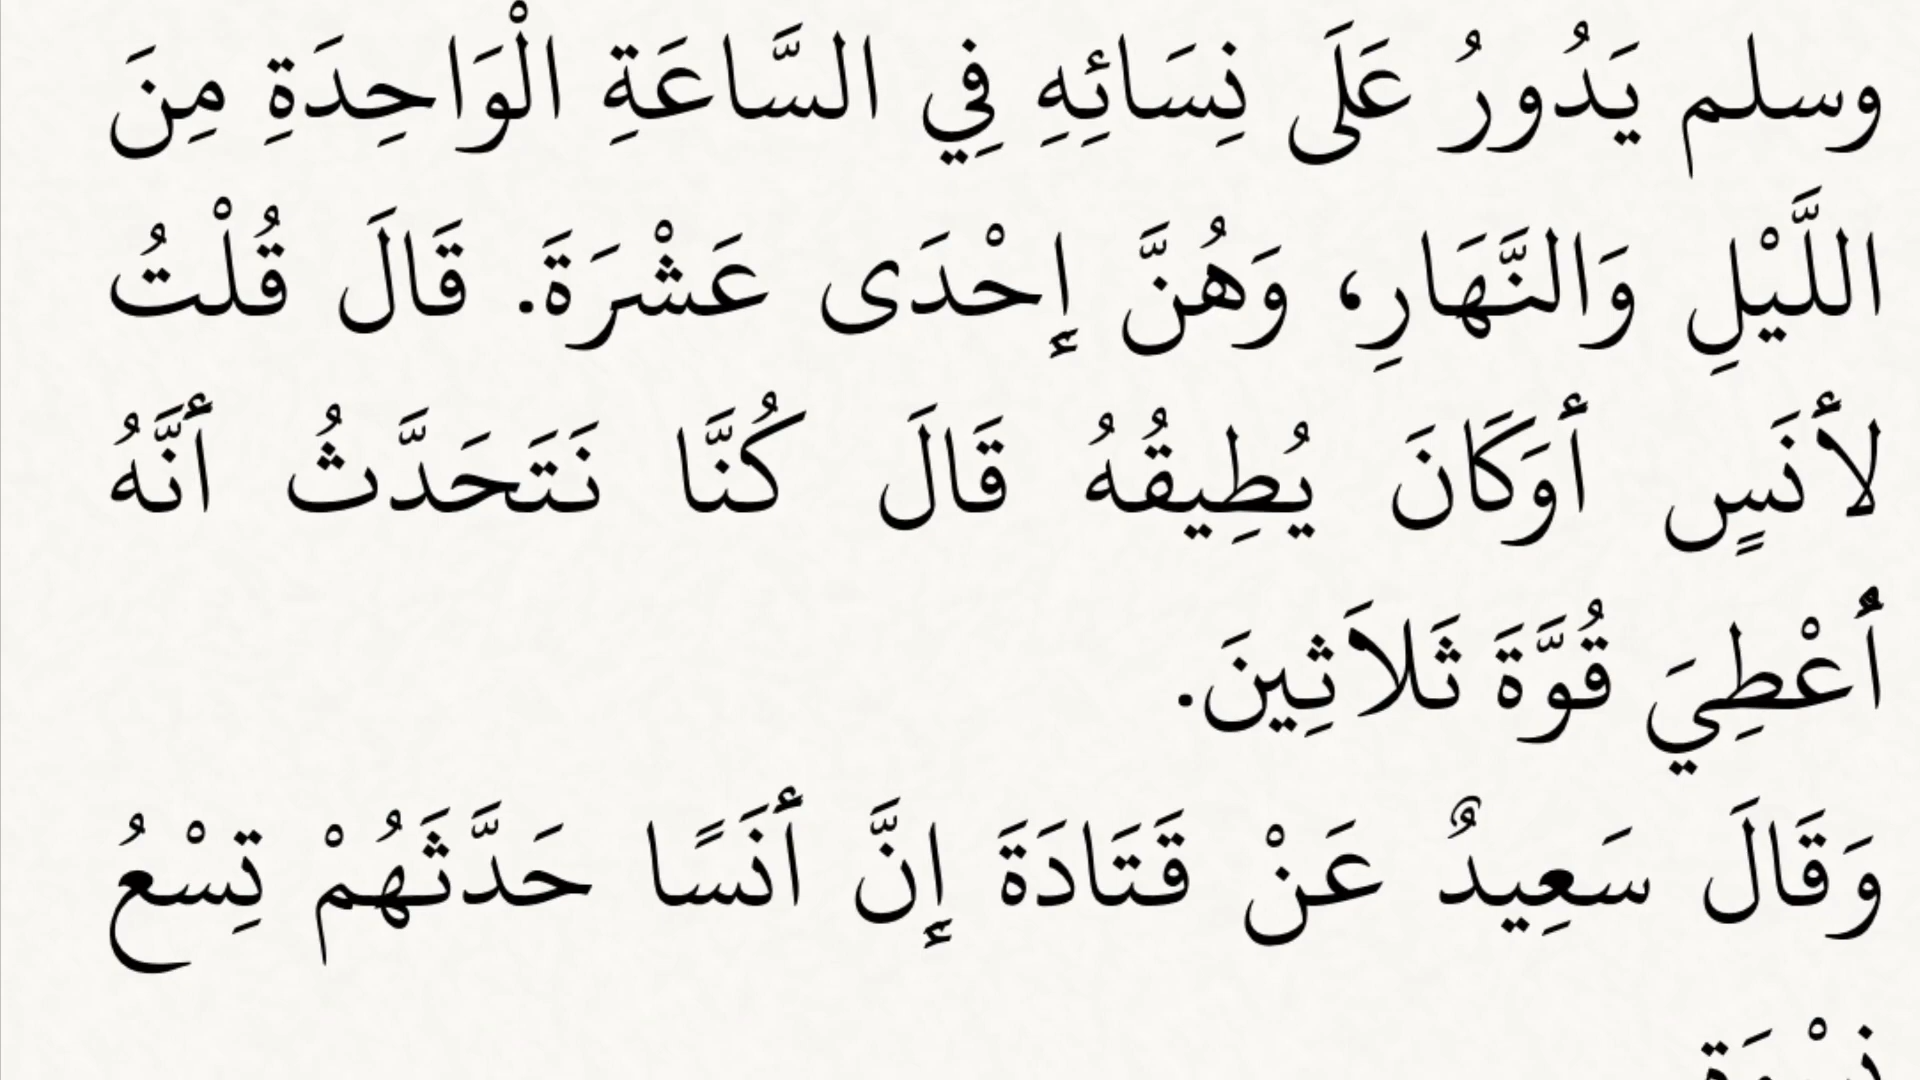 وسلم يَدُورُ عَلَى نِسَائِهِ فِي السَّاعَةِ الْوَاحِدَةِ مِنَ
اللَّيْلِ وَالنَّهَارِ، وَهُنَّ إِحْدَى عَشْرَةَ. قَالَ قُلْتُ
لأَنَسٍ أَوَكَانَ يُطِيقُهُ قَالَ كُنَّا نَتَحَدَّثُ أَنَّهُ
أُعْطِيَ قُوَّةَ ثَلاَثِينَ.
وَقَالَ سَعِيدٌ عَنْ قَتَادَةَ إِنَّ أَنَسًا حَدَّثَهُمْ تِسْعُ